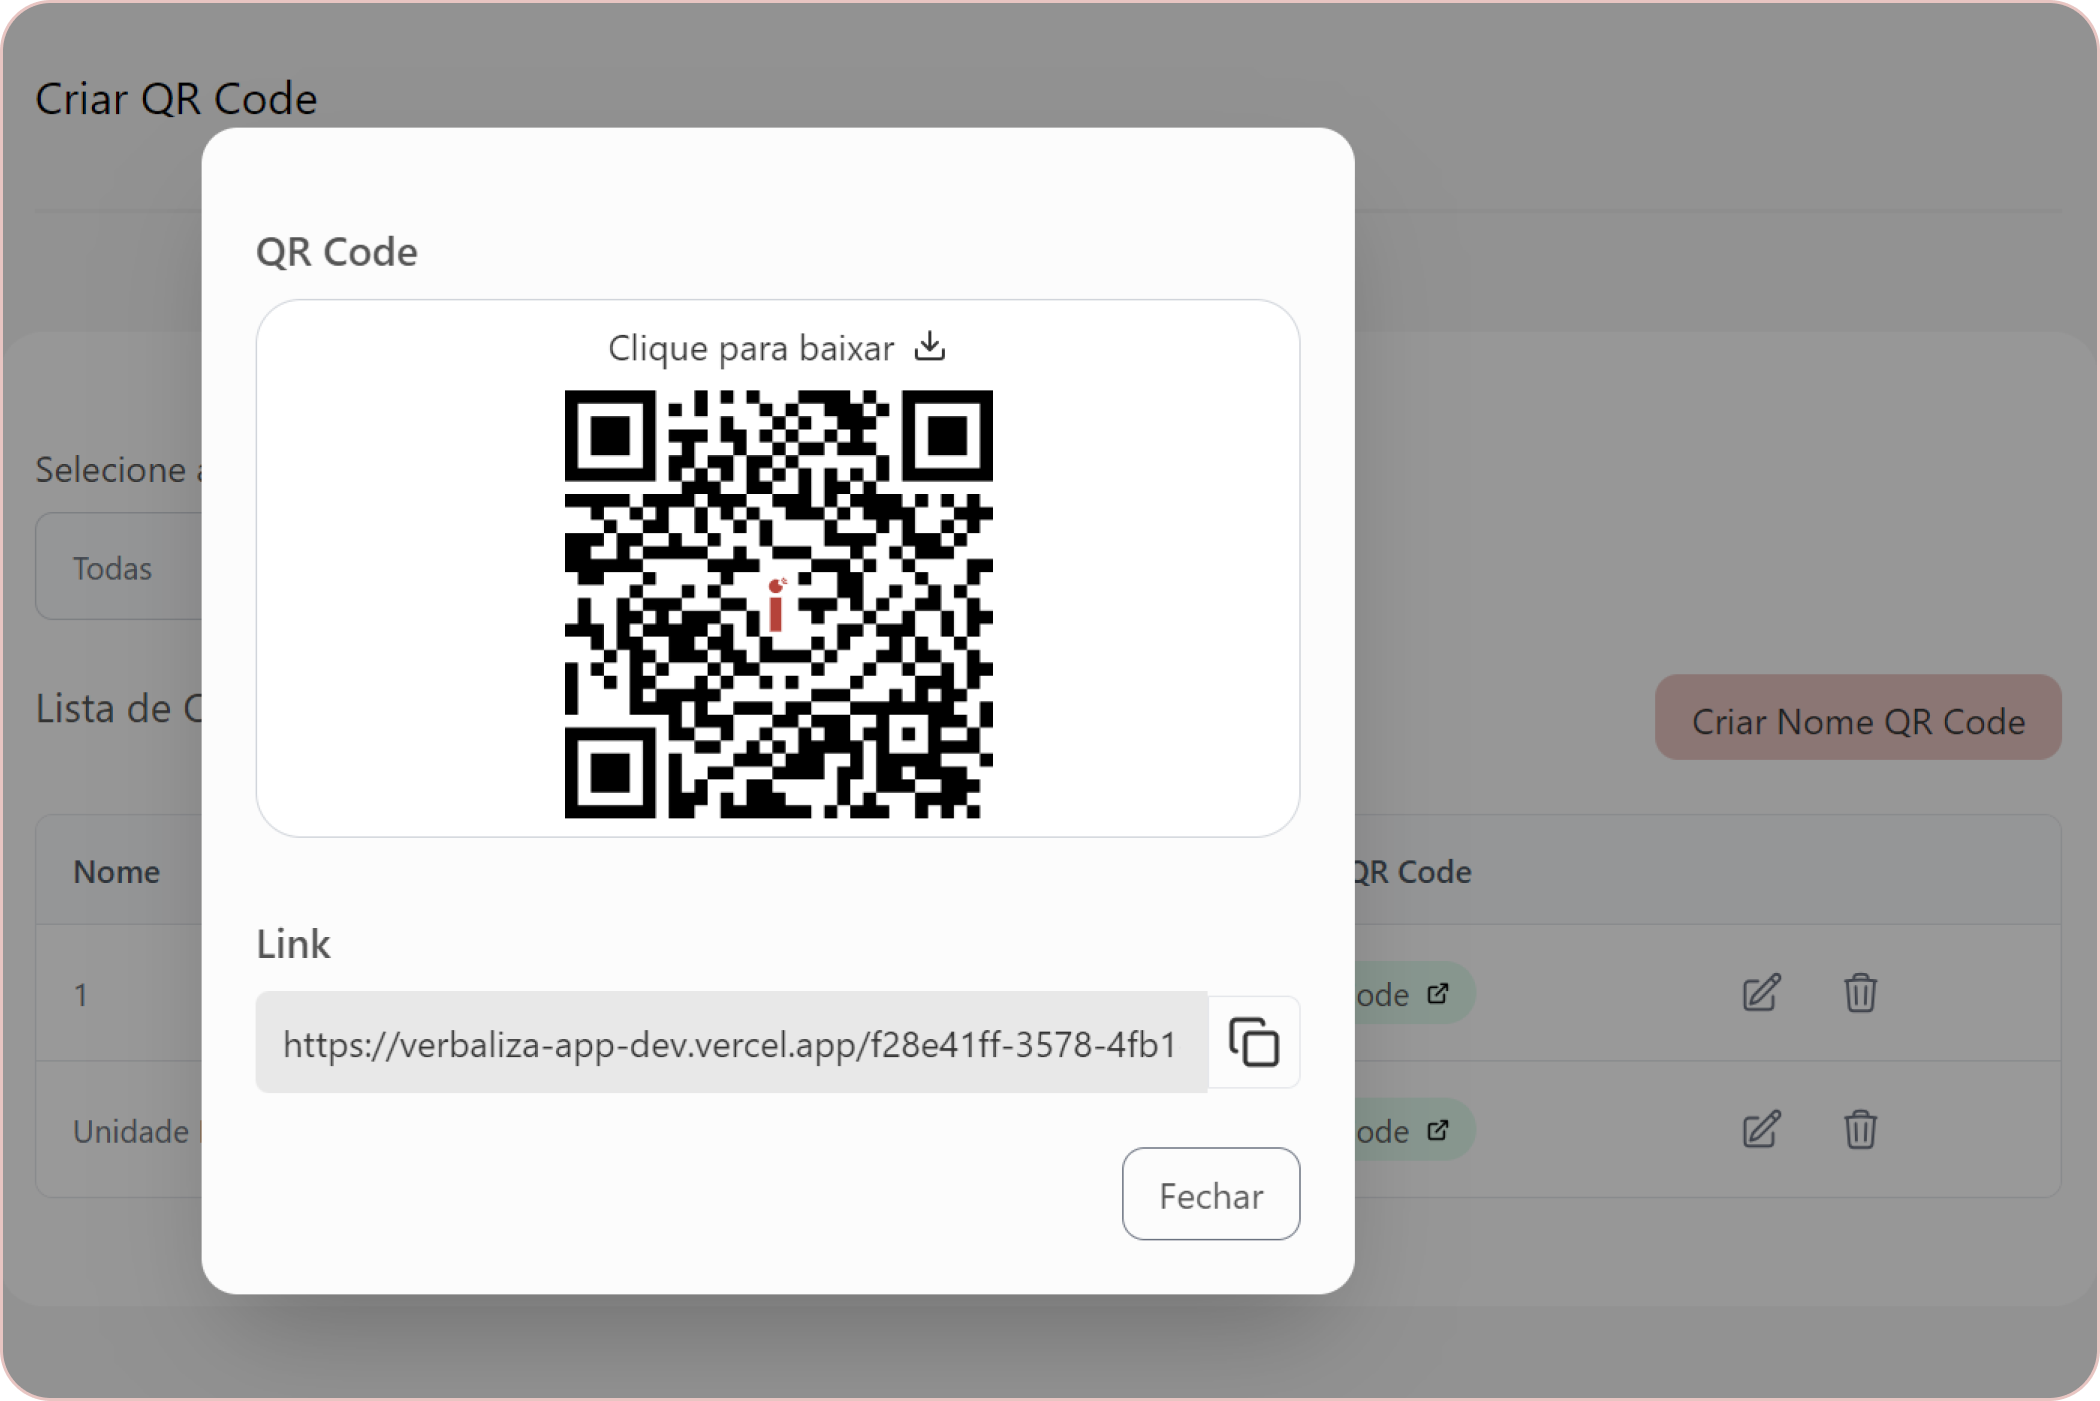 Criar QR Code
QR Code
Clique para baixar
Selecione
Todas
Lista de
Criar Nome QR Code
Nome
QR Code
Link
1
https://verbaliza-app-dev.vercel.app/f28e41ff-3578-4fb1
ode
Unidade
ode
Fechar